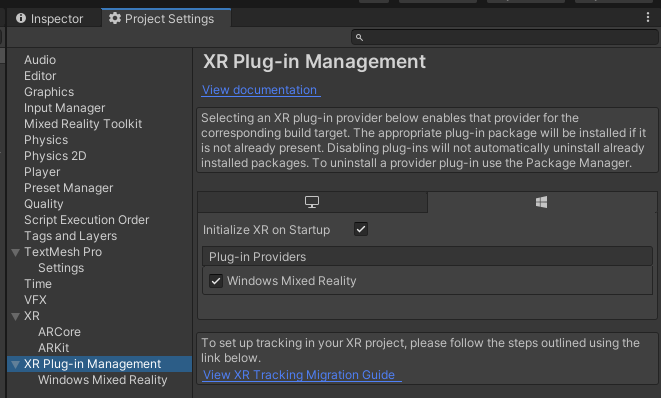 Inspector
Project Settings
Audio
Editor
Graphics
Input Manager
Mixed Reality Toolkit
Physics
Physics 2D
Player
Preset Manager
Quality
Script Execution Order
Tags and Layers
TextMesh Pro
Settings
Time
VFX
XR
ARCore
ARKit
XR Plug-in Management
Windows Mixed Reality
XR Plug-in Management
View documentation
Selecting an XR plug-in provider below enables that provider for the
corresponding build target. The appropriate plug-in package will be installed if it
is not already present. Disabling plug-ins will not automatically uninstall already
installed packages. To uninstall a provider plug-in use the Package Manager.
Initialize XR on Startup
Plug-in Providers
Windows Mixed Reality
To set up tracking in your XR project, please follow the steps outlined using the
link below.
View XR Tracking Migration Guide